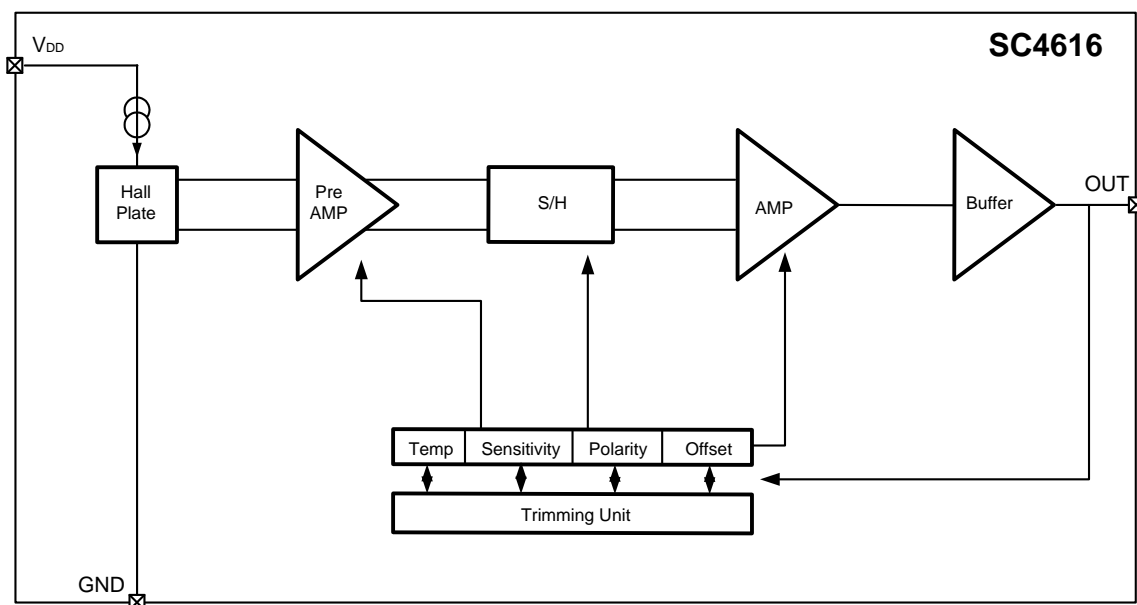 SC4616
VDD
Hall
Plate
Pre
AMP
S/H
AMP
Buffer
OUT
Temp Sensitivity Polarity Offset
Trimming Unit
GND